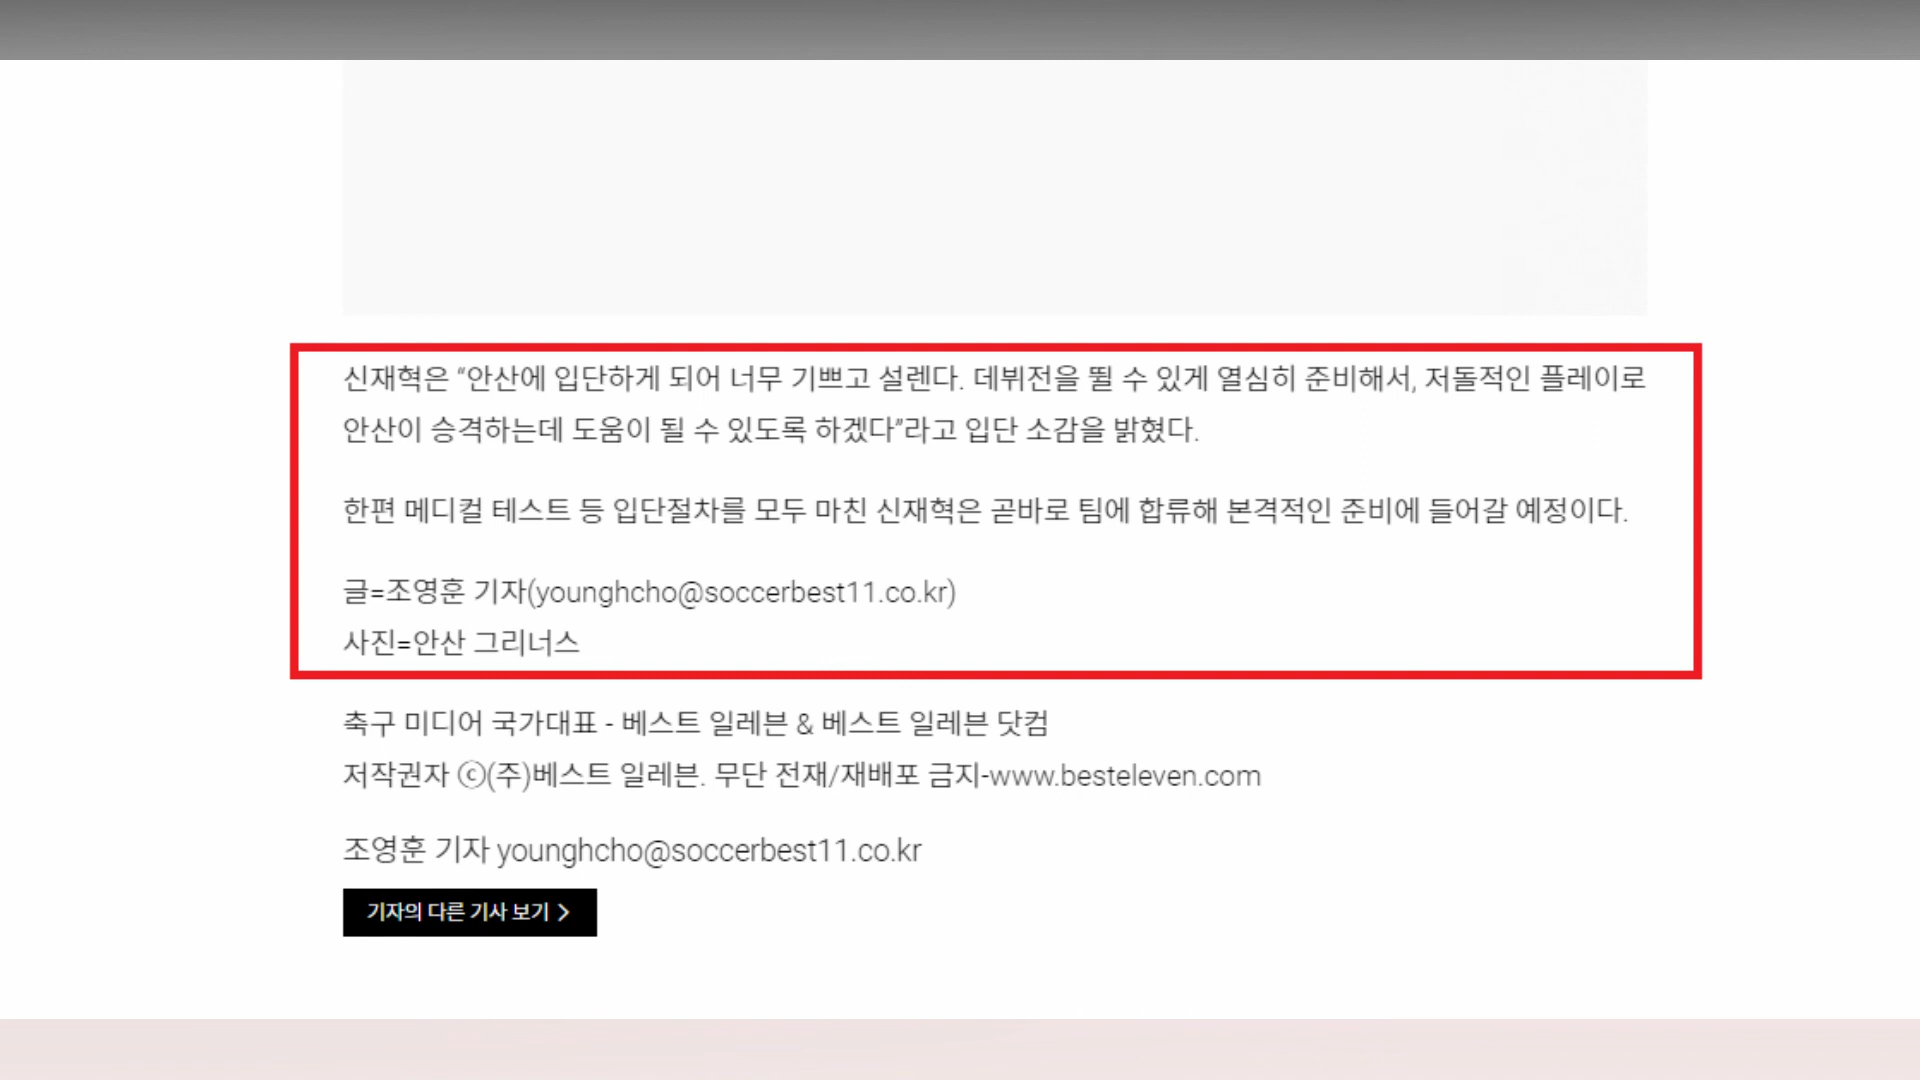 신재혁은 “안산에 입단하게 되어 너무 기쁘고 설렌다. 데뷔전을 뛸 수 있게 열심히 준비해서, 저돌적인 플레이로
안산이 승격하는데 도움이 될 수 있도록 하겠다”라고 입단 소감을 밝혔다.
한편 메디컬 테스트 등 입단절차를 모두 마친 신재혁은 곧바로 팀에 합류해 본격적인 준비에 들어갈 예정이다.
글=조영훈 기자(younghcho@soccerbest11.co.kr)
사진=안산 그리너스
축구 미디어 국가대표 - 베스트 일레븐 & 베스트 일레븐 닷컴
저작권자 ⓒ(주)베스트 일레븐. 무단 전재/재배포 금지-www.besteleven.com
조영훈 기자 younghcho@soccerbest11.co.kr
기자의 다른 기사 보기 >